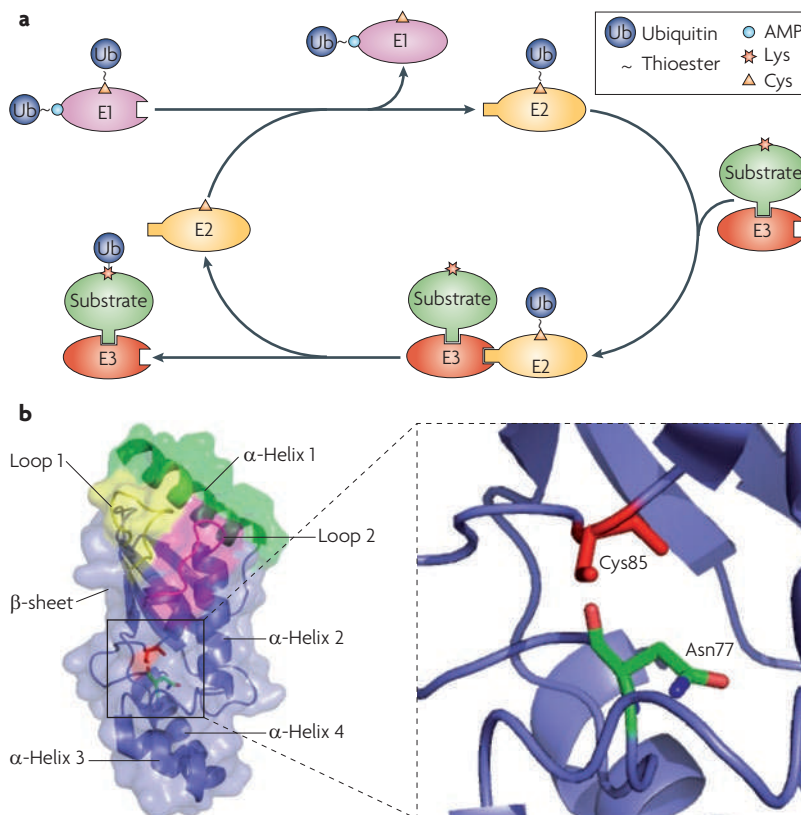 a
Ub
Ub
E1
Ub
E1
Ub
E2
Ub Ubiquitin
~ Thioester
AMP
Lys
Cys
Substrate
E3
E2
Ub
Substrate
E3
Substrate
E3
Ub
E2
b
Loop 1
α-Helix 1
Loop 2
β-sheet
α-Helix 2
α-Helix 4
α-Helix 3
Cys85
Asn77